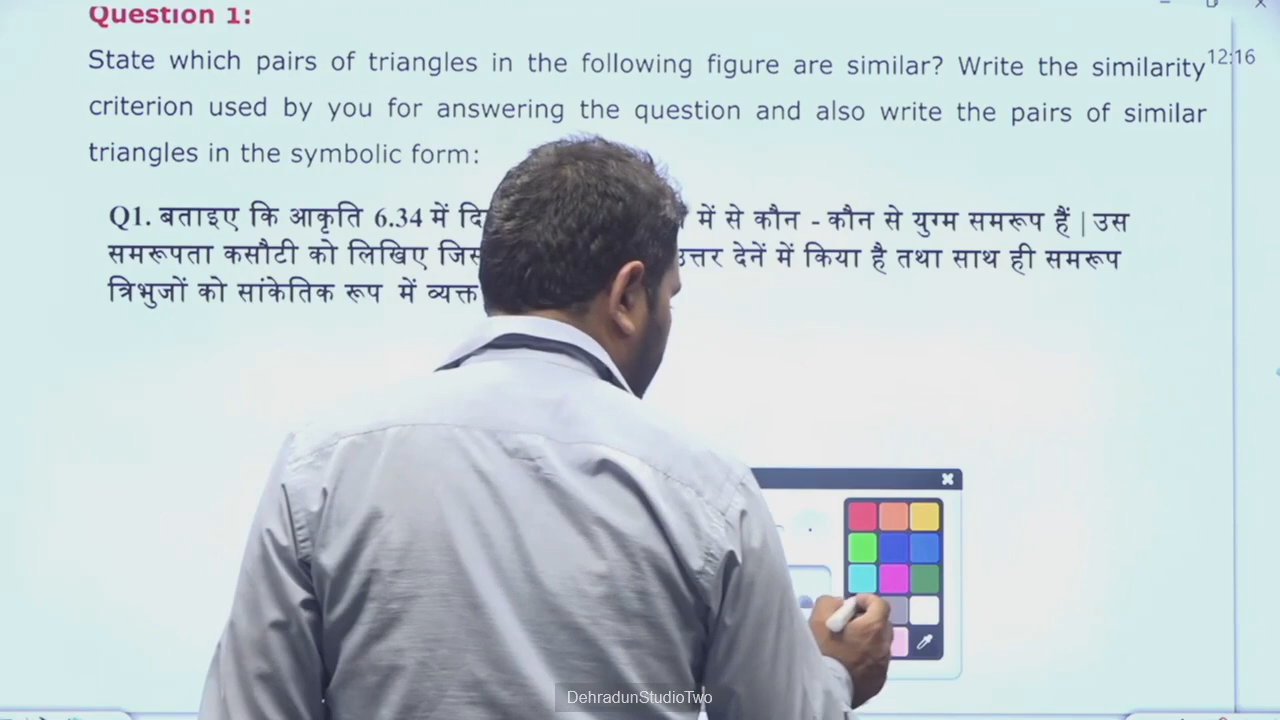 Question 1:
State which pairs of triangles in the following figure are similar? Write the similarity
12:16
criterion used by you for answering the question and also write the pairs of similar
triangles in the symbolic form:
Q1. बताइए कि आकृति 6.34 में में से कौन - कौन से युग्म समरूप हैं | उस
समरूपता कसौटी को लिखिए उत्तर देनें में किया है तथा साथ ही समरूप
त्रिभुजों को सांकेतिक रूप में व्यक्त
DehradunStudioTwo